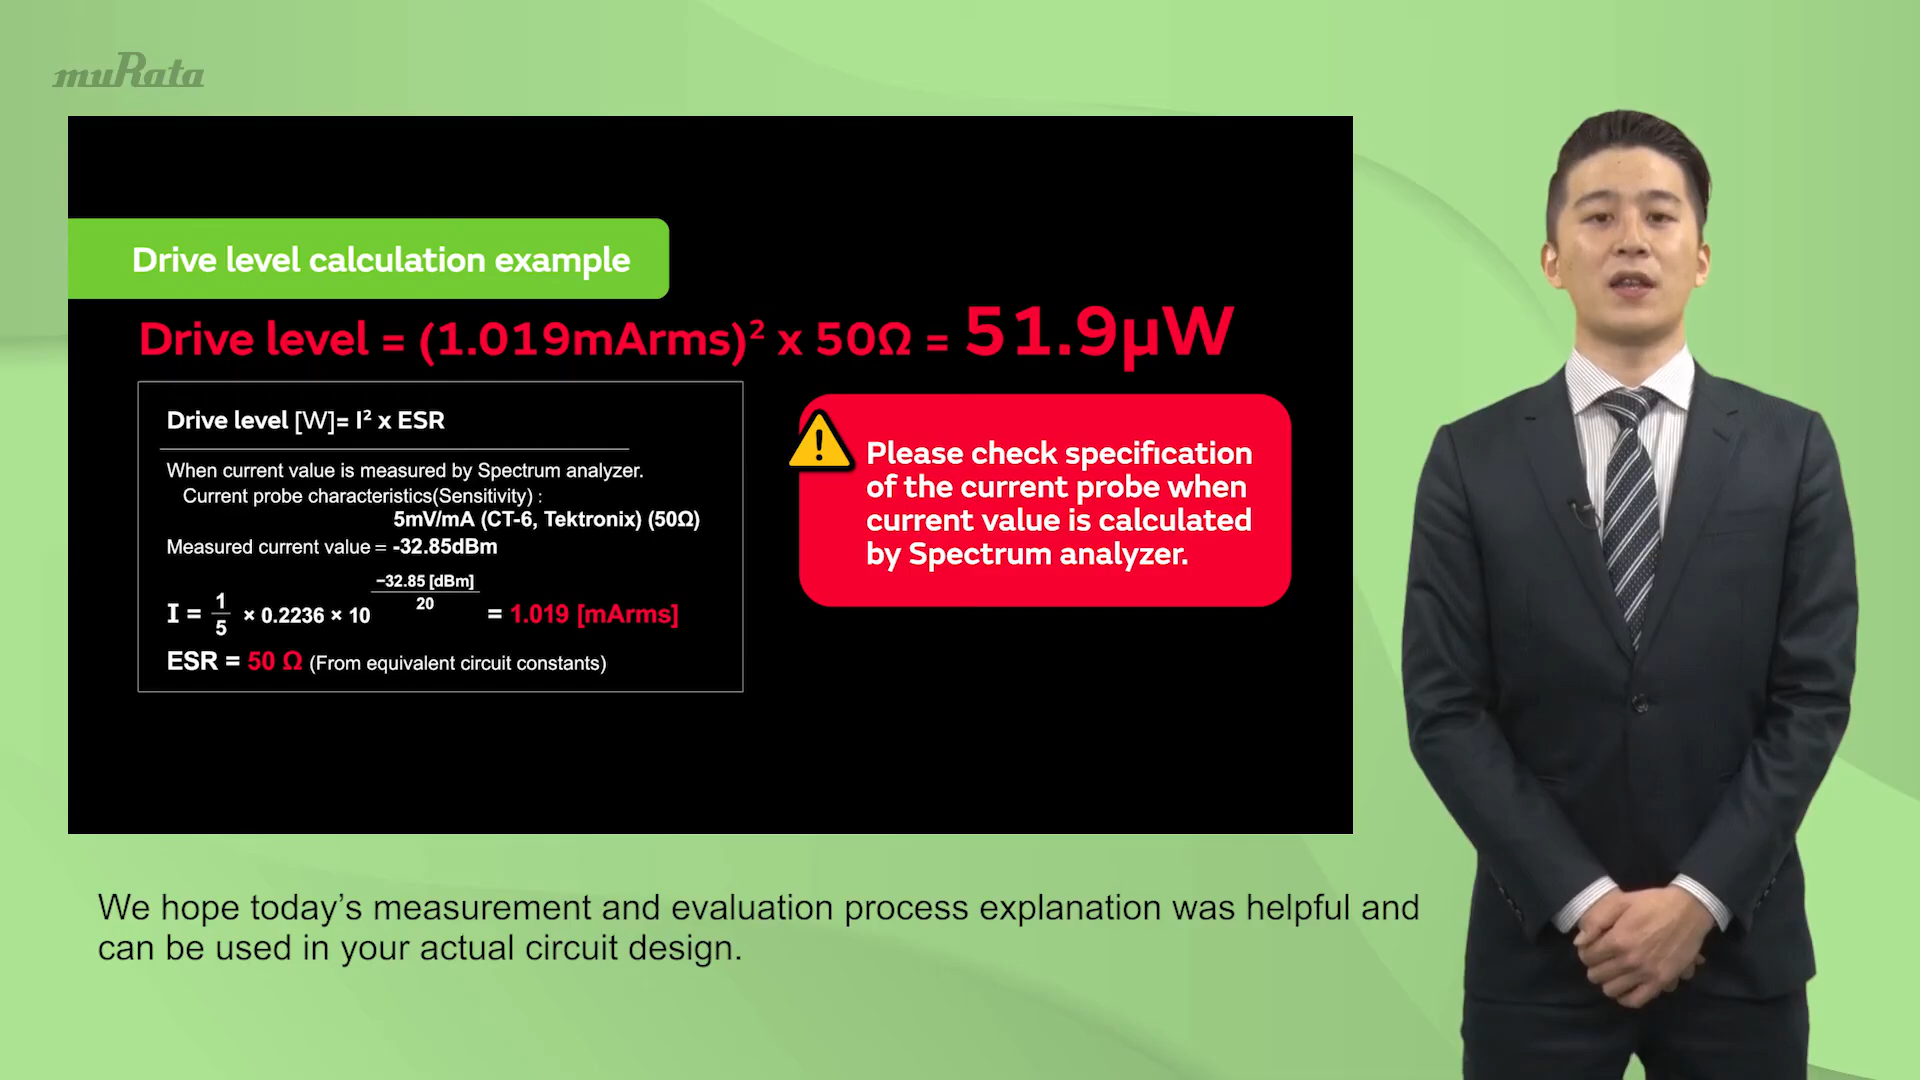 muRata
Drive level calculation example
Drive level = (1.019mArms)² x 50Ω = 51.9µW
Drive level [W]= I² x ESR
When current value is measured by Spectrum analyzer.
Current probe characteristics(Sensitivity) :
5mV/mA (CT-6, Tektronix) (50Ω)
Measured current value = -32.85dBm
I = 1/5 × 0.2236 × 10^(−32.85 [dBm]/20) = 1.019 [mArms]
ESR = 50 Ω (From equivalent circuit constants)
!
Please check specification
of the current probe when
current value is calculated
by Spectrum analyzer.
We hope today’s measurement and evaluation process explanation was helpful and
can be used in your actual circuit design.